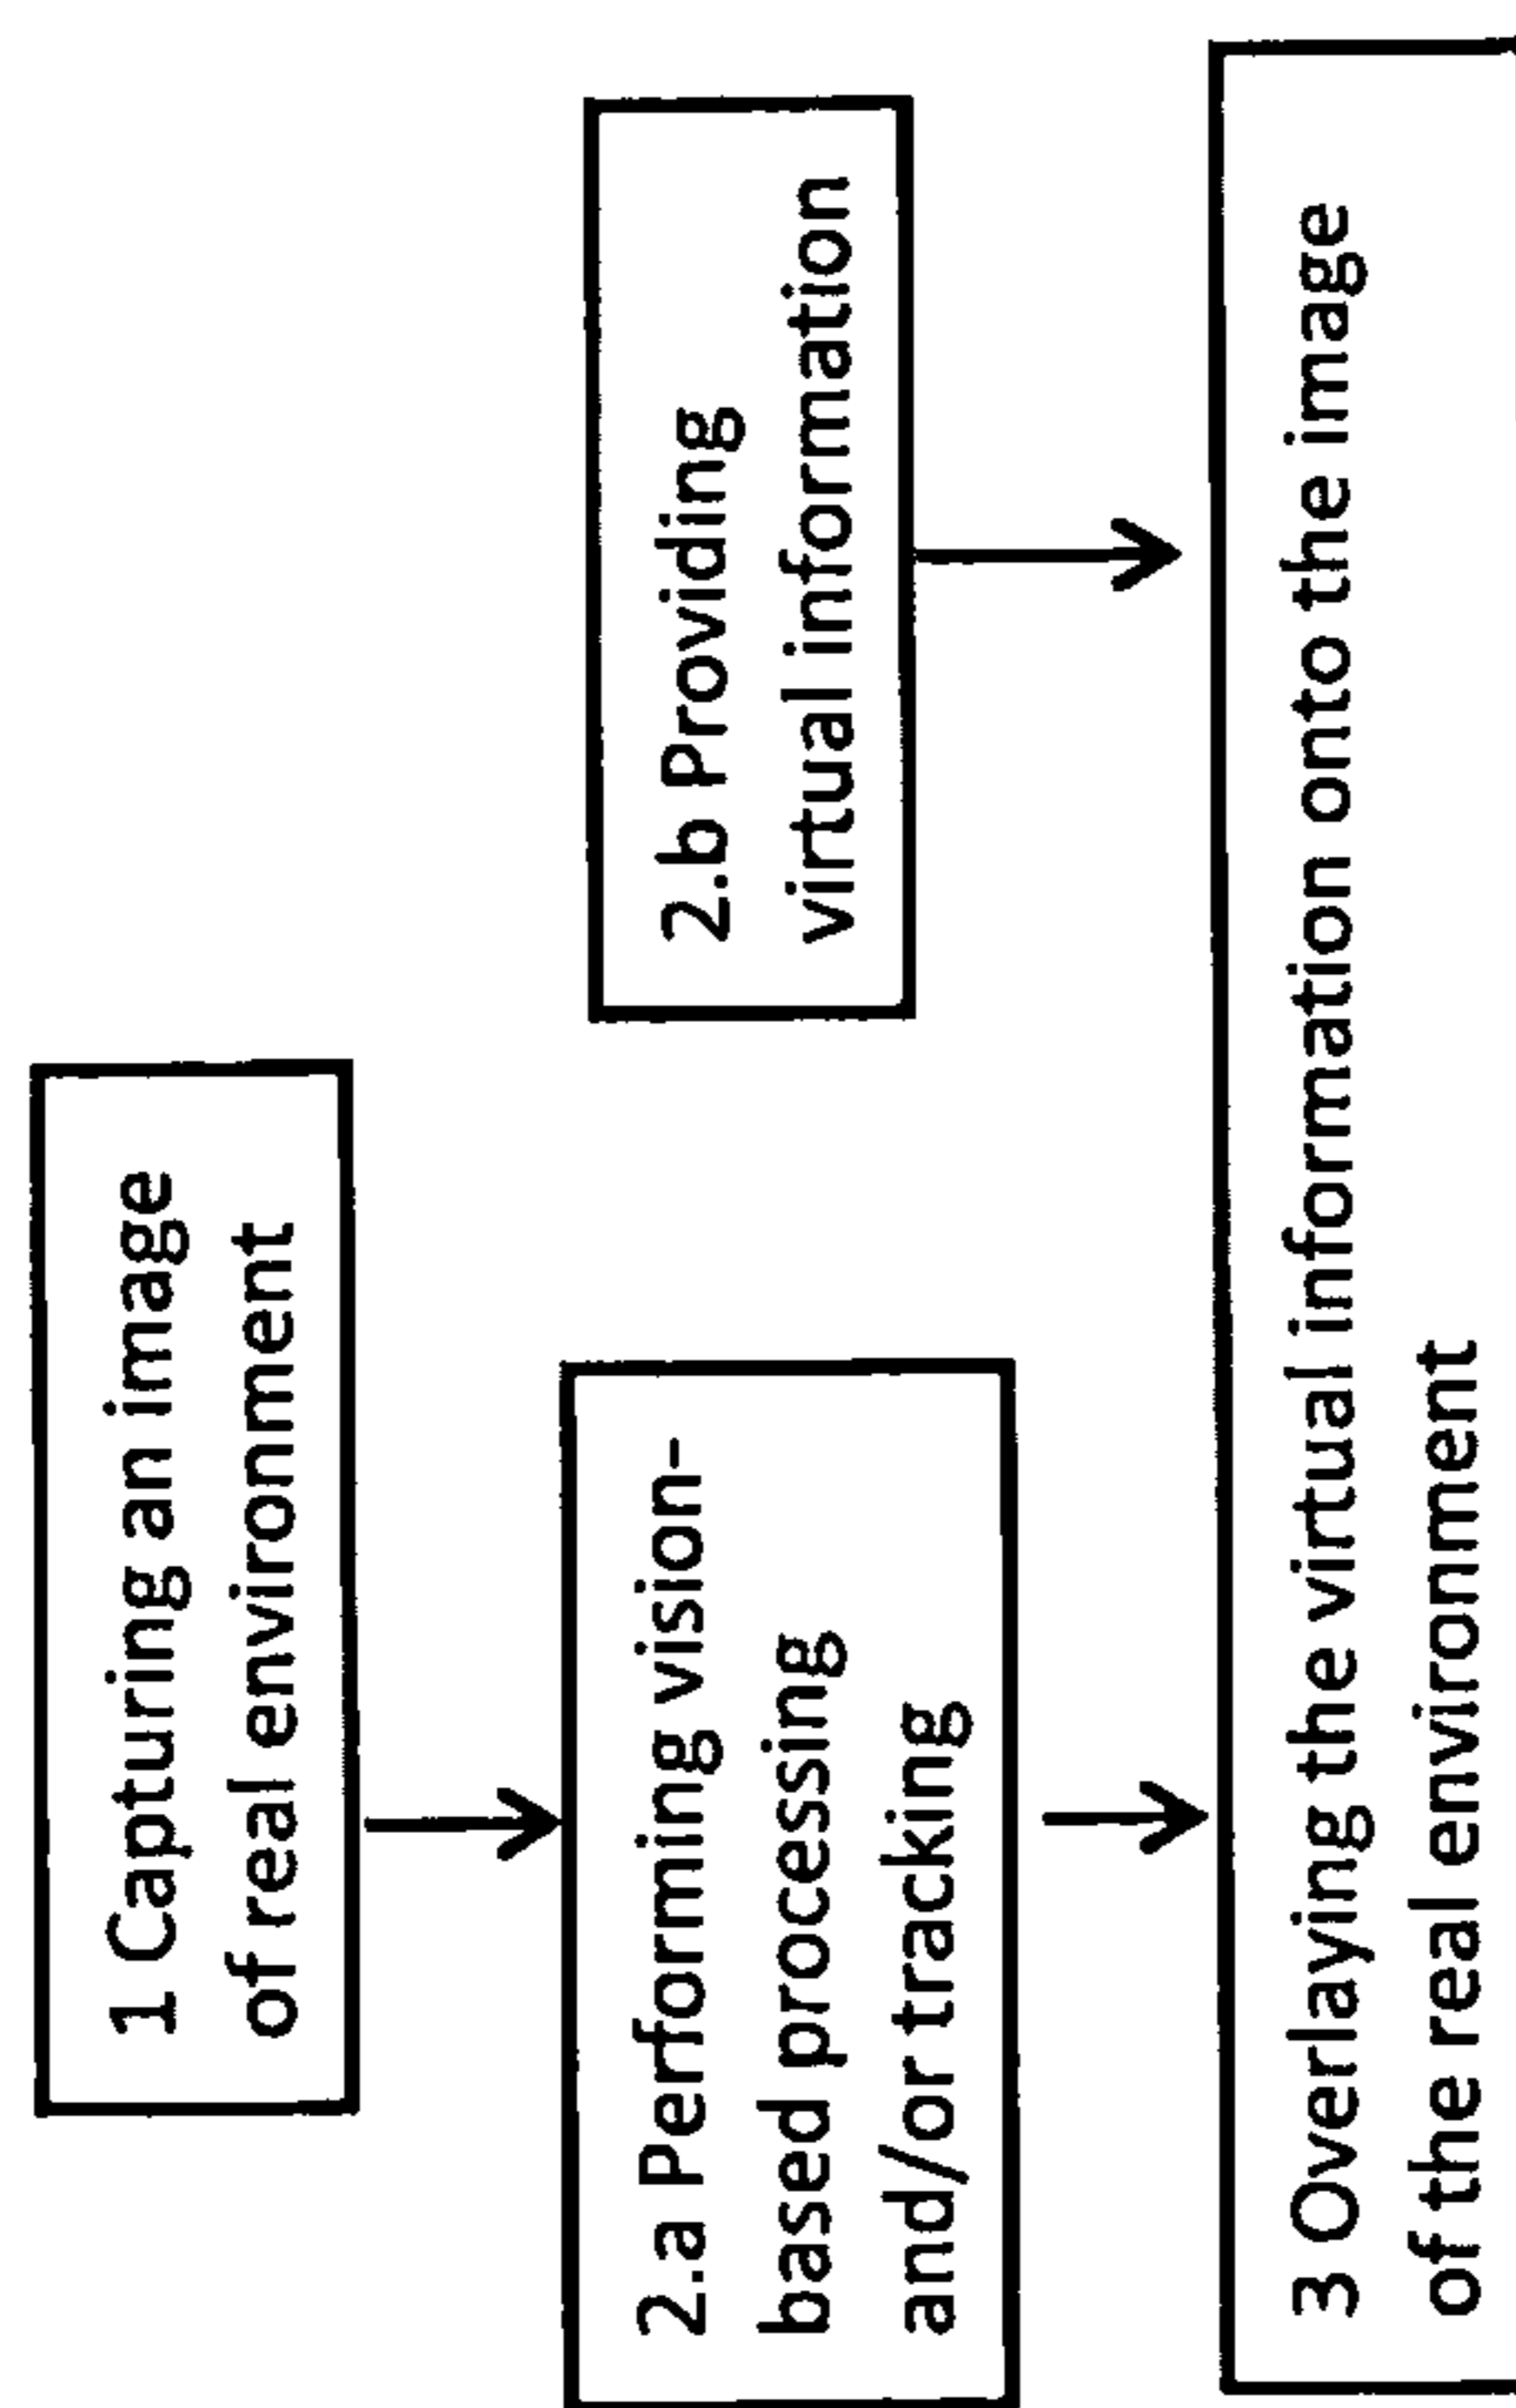 1 Capturing an image
of real environment
2.a Performing vision-
based processing
and/or tracking
2.b Providing
virtual information
3 Overlaying the virtual information onto the image
of the real environment